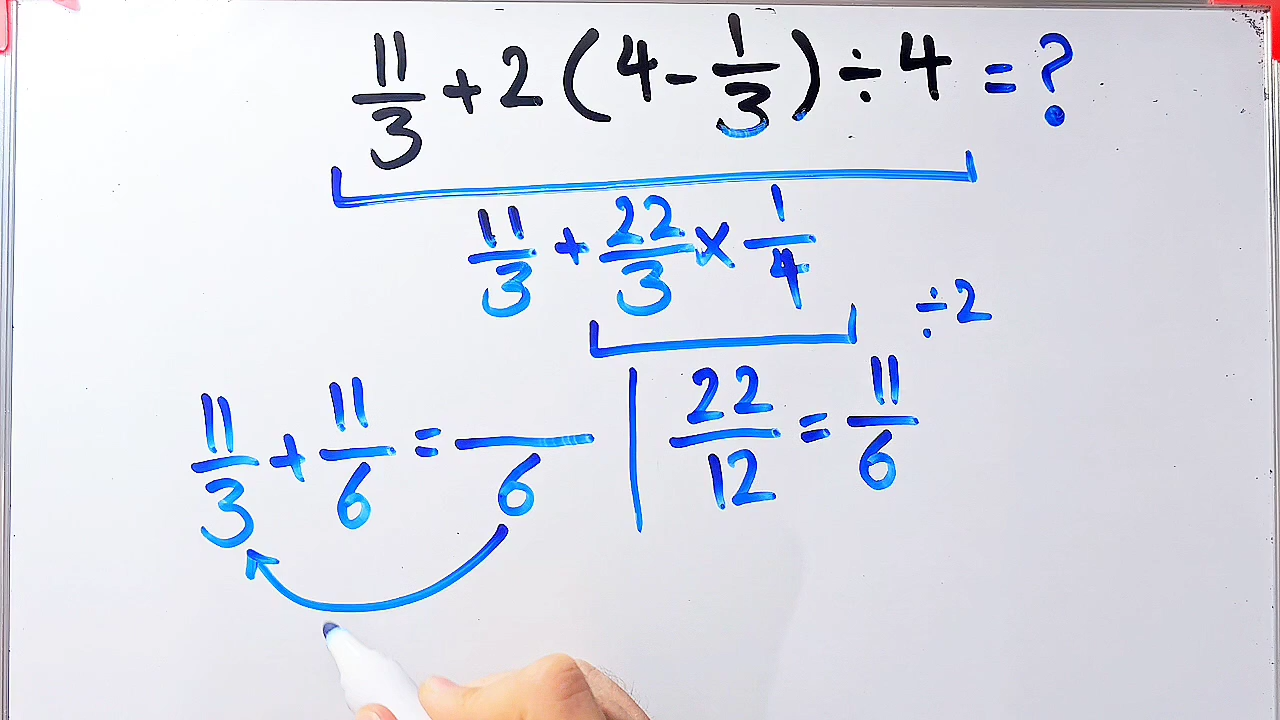 11/3 + 2 (4 - 1/3) ÷ 4 = ?
11/3 + 22/3 × 1/4
÷2
11/3 + 11/6 = /6 | 22/12 = 11/6